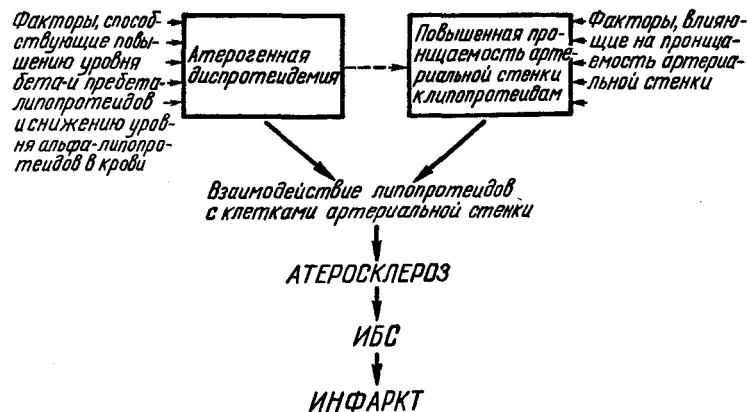 Факторы, способ-
ствующие повы-
шению уровня
бета- и пребета-
липопротеидов
и снижению уров-
ня альфа-липопро-
теидов в крови
Атерогенная
диспротеидемия
Повышенная про-
ницаемость арте-
риальной стенки
к липопротеидам
Факторы, влияю-
щие на проница-
емость артери-
альной стенки
Взаимодействие липопротеидов
с клетками артериальной стенки
АТЕРОСКЛЕРОЗ
ИБС
ИНФАРКТ